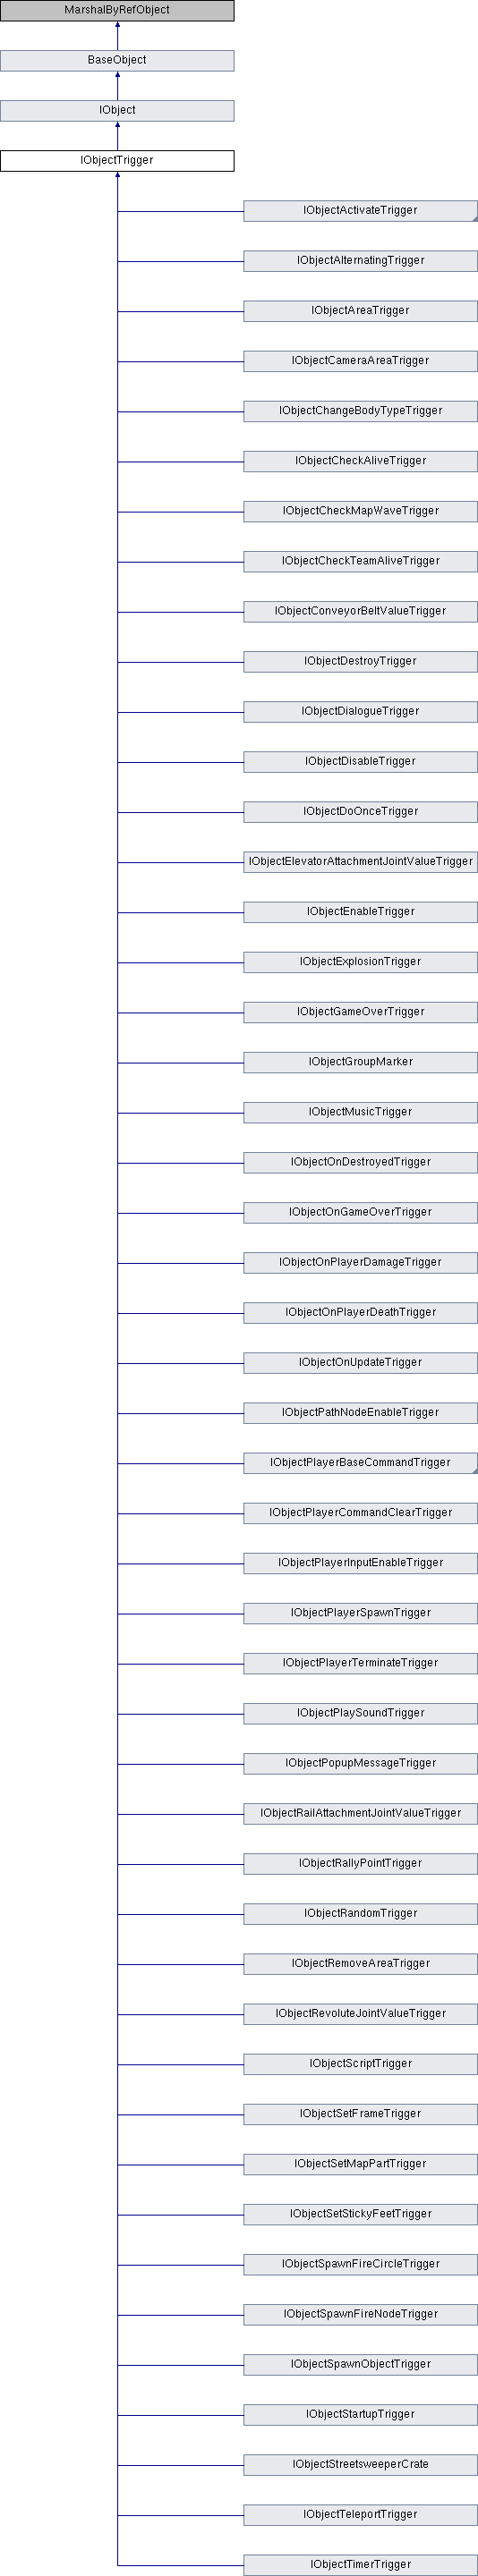 MarshalByRefObject
BaseObject
IObject
IObjectTrigger
IObjectActivateTrigger
IObjectAlternatingTrigger
IObjectAreaTrigger
IObjectCameraAreaTrigger
IObjectChangeBodyTypeTrigger
IObjectCheckAliveTrigger
IObjectCheckMapWaveTrigger
IObjectCheckTeamAliveTrigger
IObjectConveyorBeltValueTrigger
IObjectDestroyTrigger
IObjectDialogueTrigger
IObjectDisableTrigger
IObjectDoOnceTrigger
IObjectElevatorAttachmentJointValueTrigger
IObjectEnableTrigger
IObjectExplosionTrigger
IObjectGameOverTrigger
IObjectGroupMarker
IObjectMusicTrigger
IObjectOnDestroyedTrigger
IObjectOnGameOverTrigger
IObjectOnPlayerDamageTrigger
IObjectOnPlayerDeathTrigger
IObjectOnUpdateTrigger
IObjectPathNodeEnableTrigger
IObjectPlayerBaseCommandTrigger
IObjectPlayerCommandClearTrigger
IObjectPlayerInputEnableTrigger
IObjectPlayerSpawnTrigger
IObjectPlayerTerminateTrigger
IObjectPlaySoundTrigger
IObjectPopupMessageTrigger
IObjectRailAttachmentJointValueTrigger
IObjectRallyPointTrigger
IObjectRandomTrigger
IObjectRemoveAreaTrigger
IObjectRevoluteJointValueTrigger
IObjectScriptTrigger
IObjectSetFrameTrigger
IObjectSetMapPartTrigger
IObjectSetStickyFeetTrigger
IObjectSpawnFireCircleTrigger
IObjectSpawnFireNodeTrigger
IObjectSpawnObjectTrigger
IObjectStartupTrigger
IObjectStreetsweeperCrate
IObjectTeleportTrigger
IObjectTimerTrigger